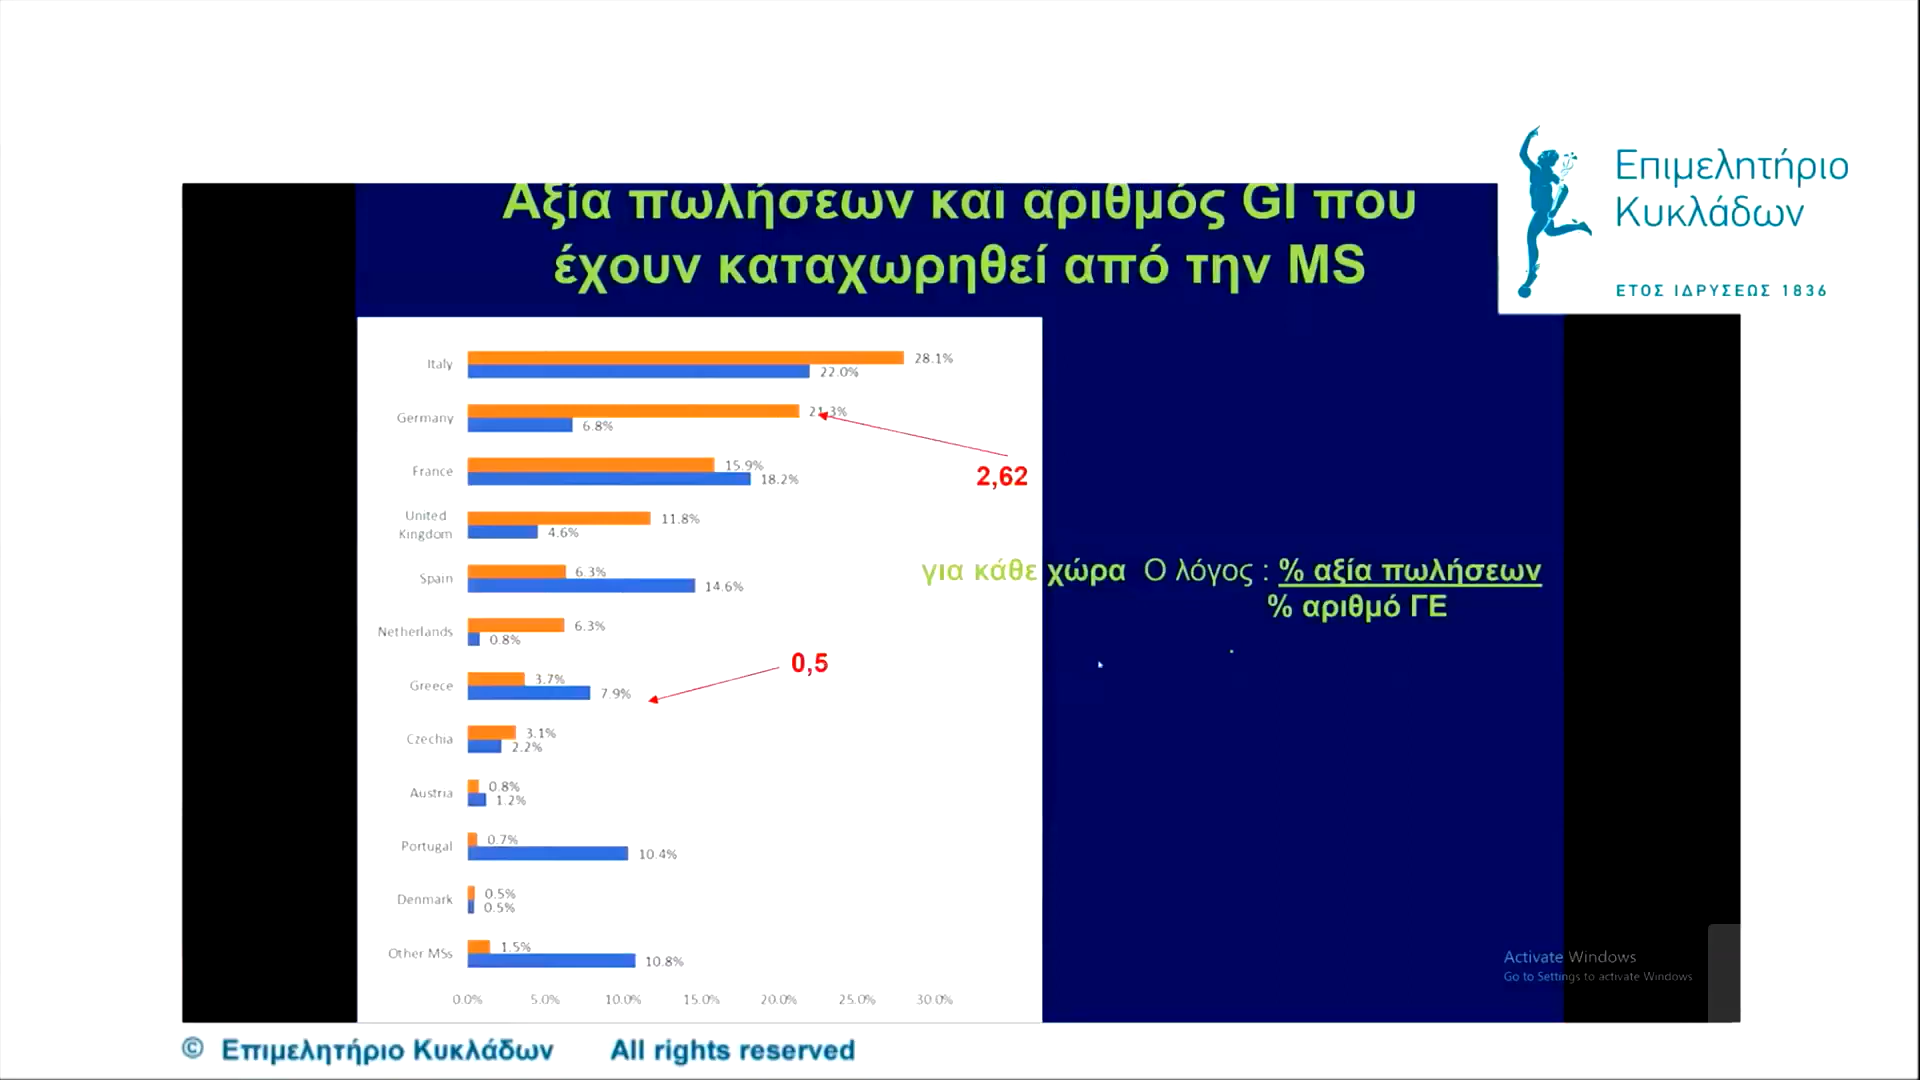 Επιμελητήριο
Κυκλάδων
ΕΤΟΣ ΙΔΡΥΣΕΩΣ 1836
Αξία πωλήσεων και αριθμός GI που
έχουν καταχωρηθεί από την MS
Italy
28.1%
22.0%
Germany
21.3%
6.8%
2,62
France
15.9%
18.2%
United
Kingdom
11.8%
4.6%
Spain
6.3%
14.6%
για κάθε χώρα Ο λόγος : % αξία πωλήσεων
% αριθμό ΓΕ
Netherlands
6.3%
0.8%
Greece
3.7%
7.9%
0,5
Czechia
3.1%
2.2%
Austria
0.8%
1.2%
Portugal
0.7%
10.4%
Denmark
0.5%
0.5%
Other MSs
1.5%
10.8%
0.0% 5.0% 10.0% 15.0% 20.0% 25.0% 30.0%
Activate Windows
Go to Settings to activate Windows
© Επιμελητήριο Κυκλάδων All rights reserved